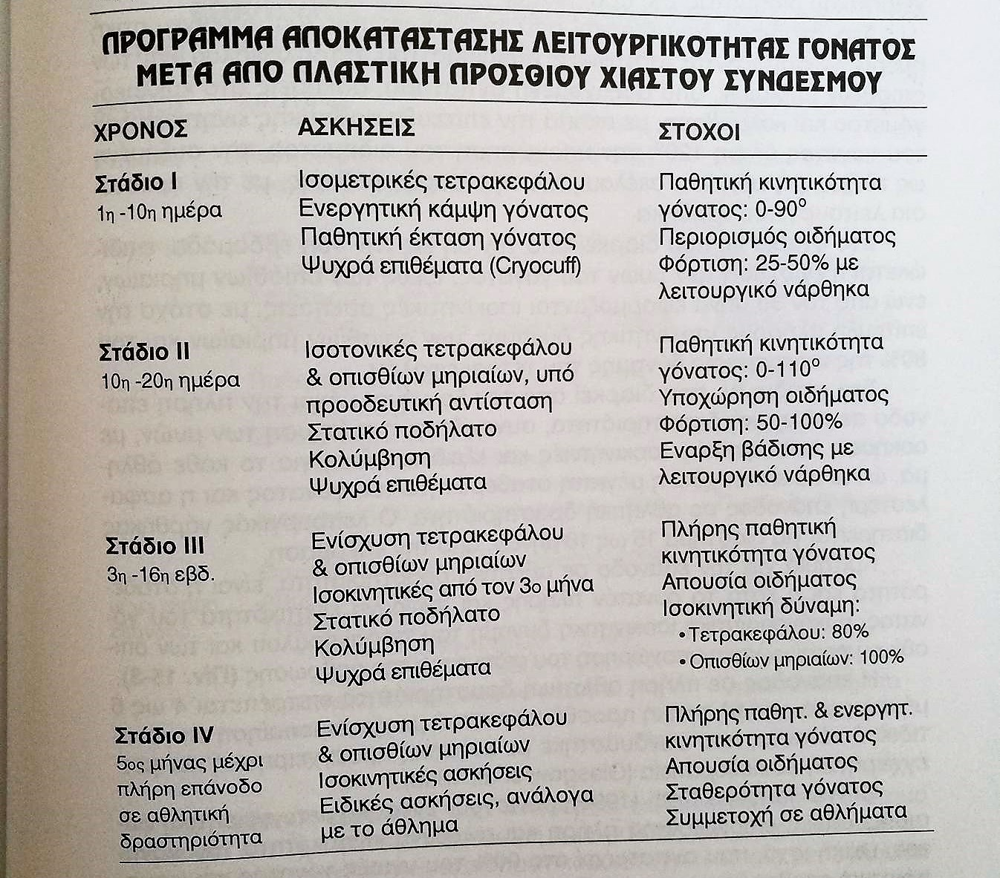 ΠΡΟΓΡΑΜΜΑ ΑΠΟΚΑΤΑΣΤΑΣΗΣ ΛΕΙΤΟΥΡΓΙΚΟΤΗΤΑΣ ΓΟΝΑΤΟΣ
ΜΕΤΑ ΑΠΟ ΠΛΑΣΤΙΚΗ ΠΡΟΣΘΙΟΥ ΧΙΑΣΤΟΥ ΣΥΝΔΕΣΜΟΥ
ΧΡΟΝΟΣ ΑΣΚΗΣΕΙΣ ΣΤΟΧΟΙ
Στάδιο I Ισομετρικές τετρακεφάλου Παθητική κινητικότητα
1η -10η ημέρα Ενεργητική κάμψη γόνατος γόνατος: 0-90°
Παθητική έκταση γόνατος Περιορισμός οιδήματος
Ψυχρά επιθέματα (Cryocuff) Φόρτιση: 25-50% με
λειτουργικό νάρθηκα
Στάδιο II Ισοτονικές τετρακεφάλου Παθητική κινητικότητα
10η -20η ημέρα & οπισθίων μηριαίων, υπό γόνατος: 0-110°
προοδευτική αντίσταση Υποχώρηση οιδήματος
Στατικό ποδήλατο Φόρτιση: 50-100%
Κολύμβηση Εναρξη βάδισης με
Ψυχρά επιθέματα λειτουργικό νάρθηκα
Στάδιο III Ενίσχυση τετρακεφάλου Πλήρης παθητική
3η -16η εβδ. & οπισθίων μηριαίων κινητικότητα γόνατος
Ισοκινητικές από τον 3ο μήνα Απουσία οιδήματος
Στατικό ποδήλατο Ισοκινητική δύναμη:
Κολύμβηση • Τετρακεφάλου: 80%
Ψυχρά επιθέματα • Οπισθίων μηριαίων: 100%
Στάδιο IV Ενίσχυση τετρακεφάλου Πλήρης παθητ. & ενεργητ.
5ος μήνας μέχρι & οπισθίων μηριαίων κινητικότητα γόνατος
πλήρη επάνοδο Ισοκινητικές ασκήσεις Απουσία οιδήματος
σε αθλητική Ειδικές ασκήσεις, ανάλογα Σταθερότητα γόνατος
δραστηριότητα με το άθλημα Συμμετοχή σε αθλήματα